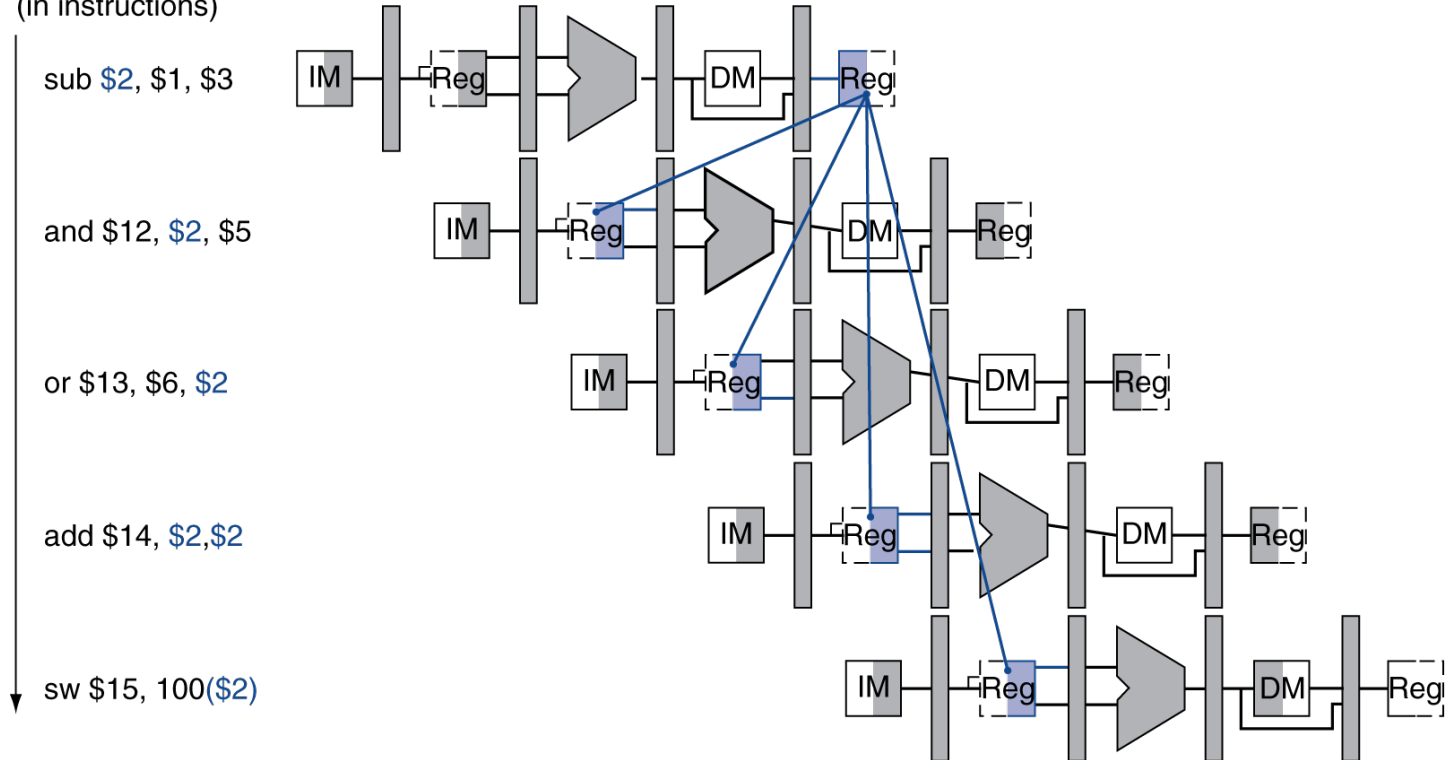 (in instructions)
sub $2, $1, $3
IM Reg DM Reg
and $12, $2, $5
IM Reg DM Reg
or $13, $6, $2
IM Reg DM Reg
add $14, $2,$2
IM Reg DM Reg
sw $15, 100($2)
IM Reg DM Reg